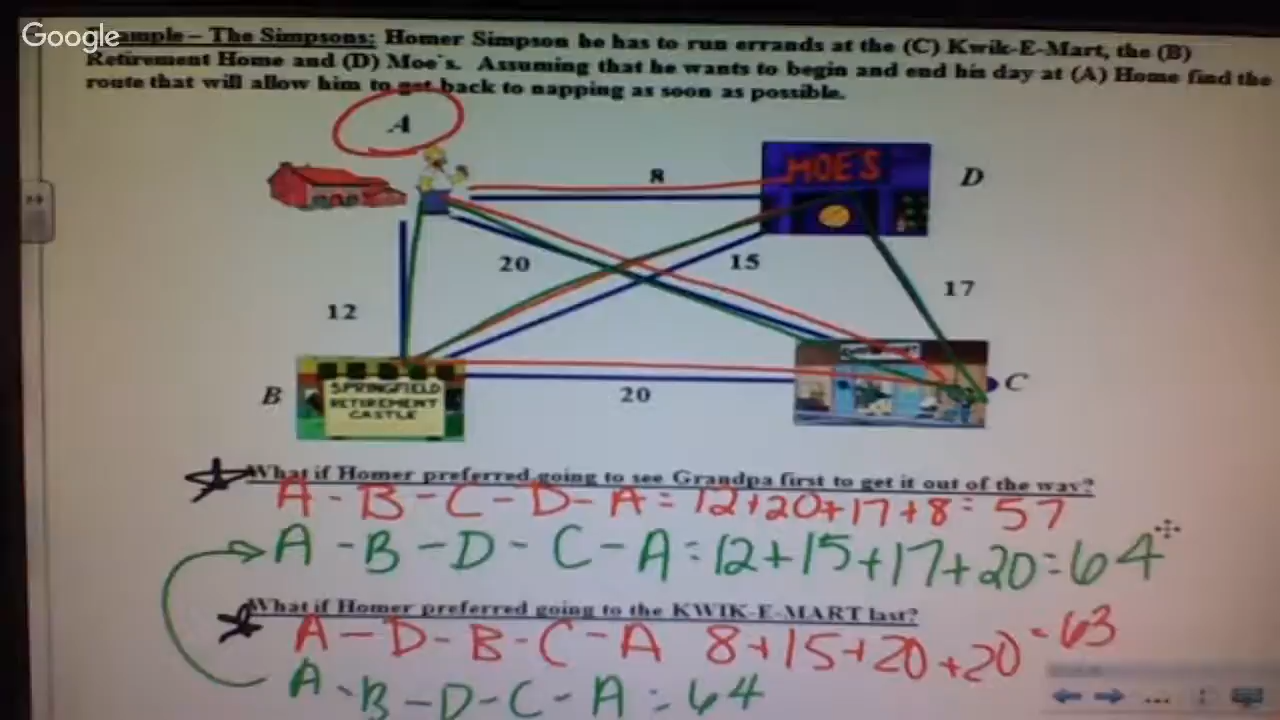 Google
Example – The Simpsons: Homer Simpson he has to run errands at the (C) Kwik-E-Mart, the (B)
Retirement Home and (D) Moe's. Assuming that he wants to begin and end his day at (A) Home find the
route that will allow him to get back to napping as soon as possible.
A
8
MOE'S
D
20
15
17
12
B
SPRINGFIELD
RETIREMENT
CASTLE
20
C
What if Homer preferred going to see Grandpa first to get it out of the way?
A - B - C - D - A = 12+20+17+8 = 57
A - B - D - C - A = 12+15+17+20 = 64
What if Homer preferred going to the KWIK-E-MART last?
A - D - B - C - A 8+15+20+20 = 63
A - B - D - C - A = 64
...